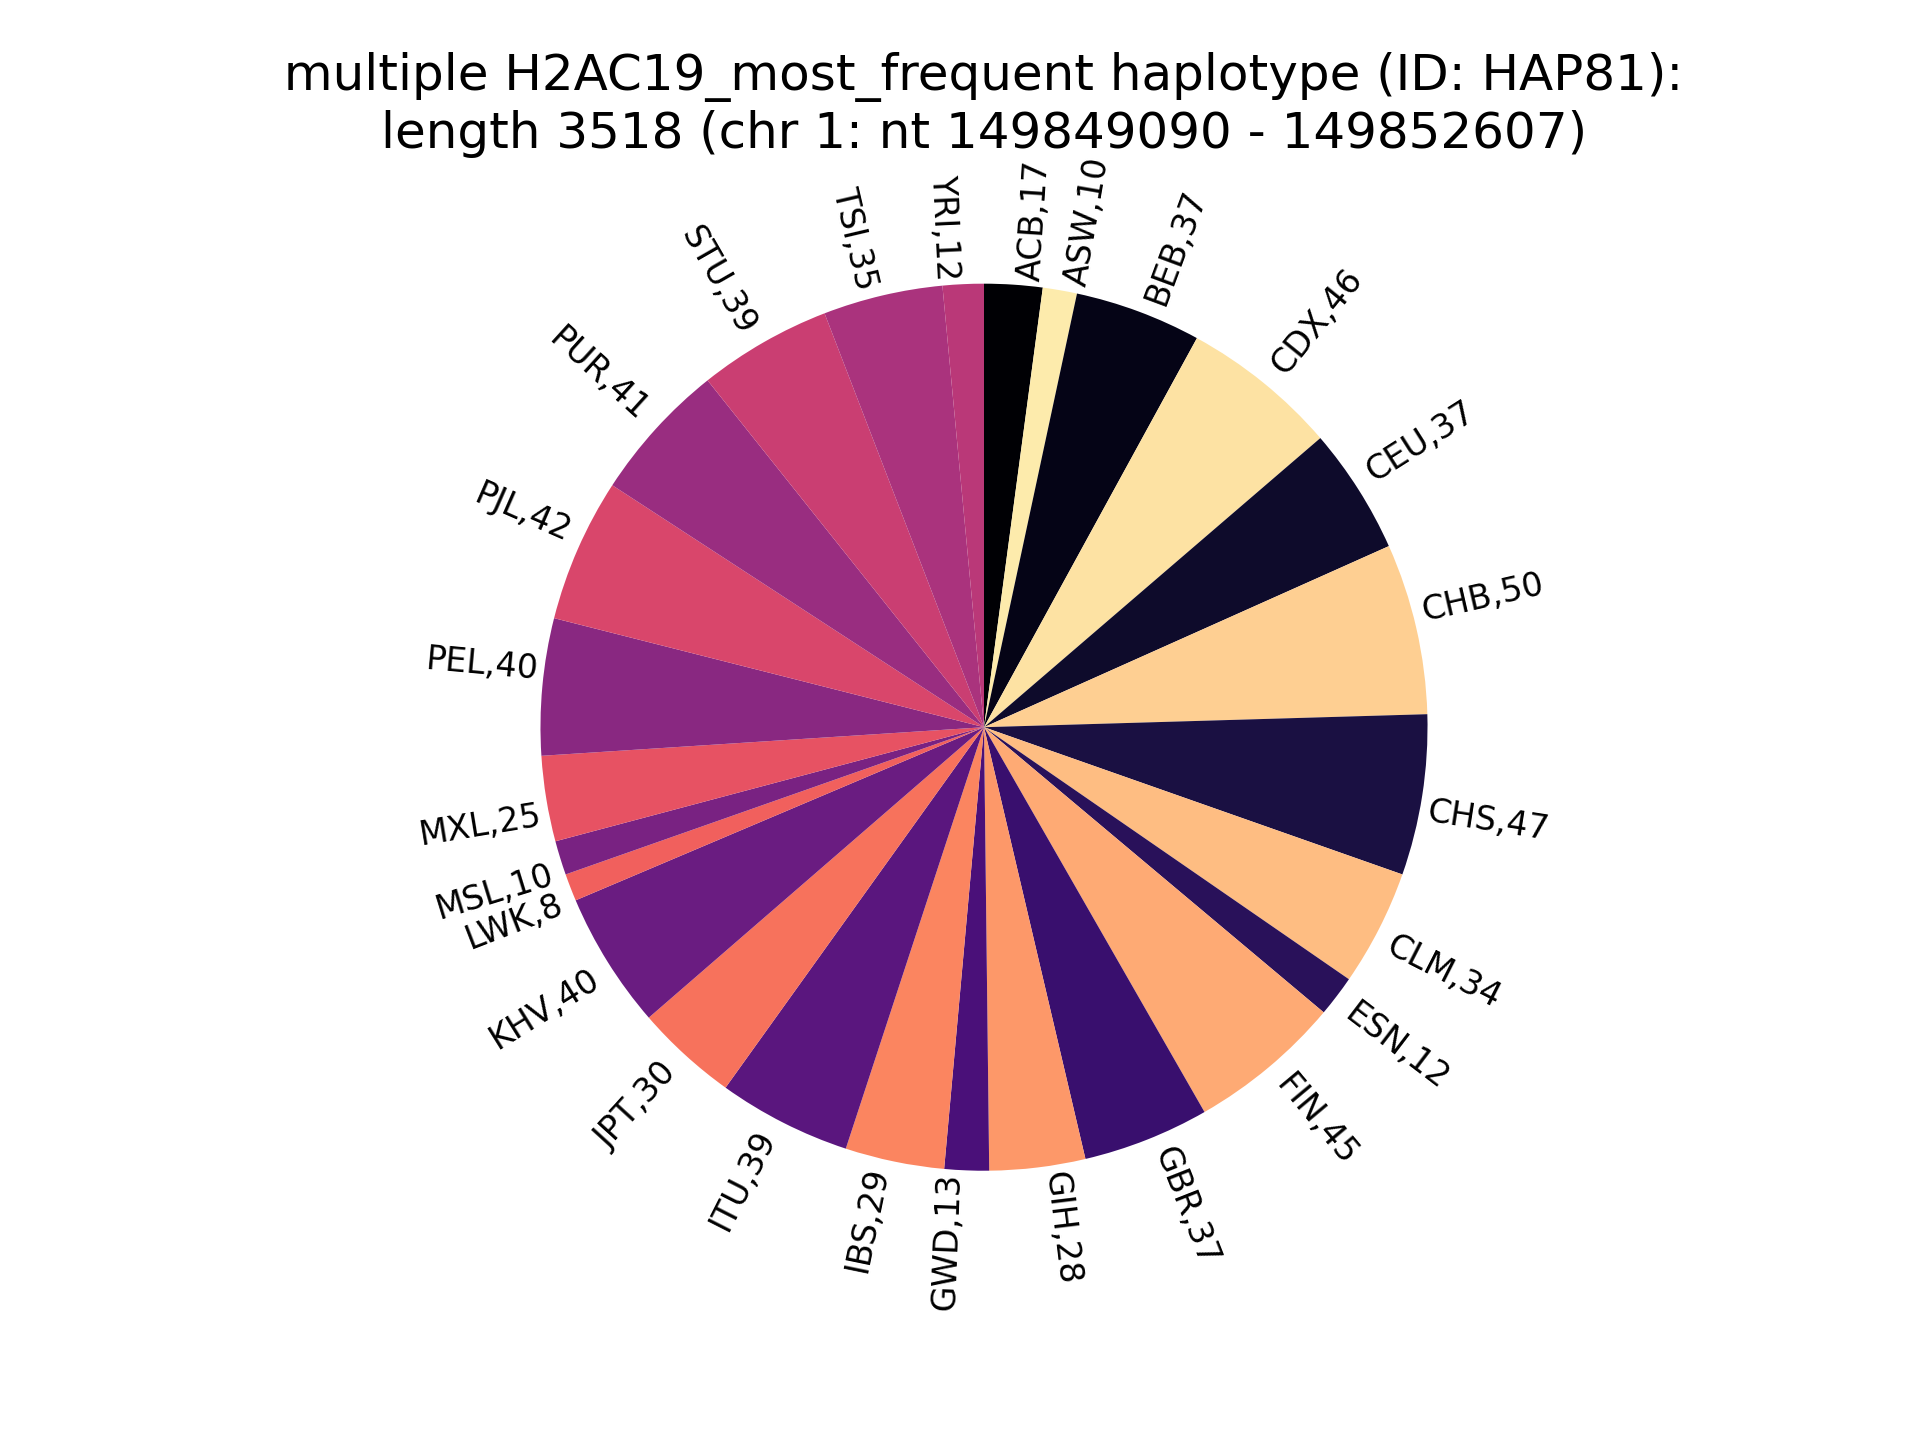 multiple H2AC19_most_frequent haplotype (ID: HAP81):
length 3518 (chr 1: nt 149849090 - 149852607)
ACB,17
ASW,10
BEB,37
CDX,46
CEU,37
CHB,50
CHS,47
CLM,34
ESN,12
FIN,45
GBR,37
GIH,28
GWD,13
IBS,29
ITU,39
JPT,30
KHV,40
LWK,8
MSL,10
MXL,25
PEL,40
PJL,42
PUR,41
STU,39
TSI,35
YRI,12